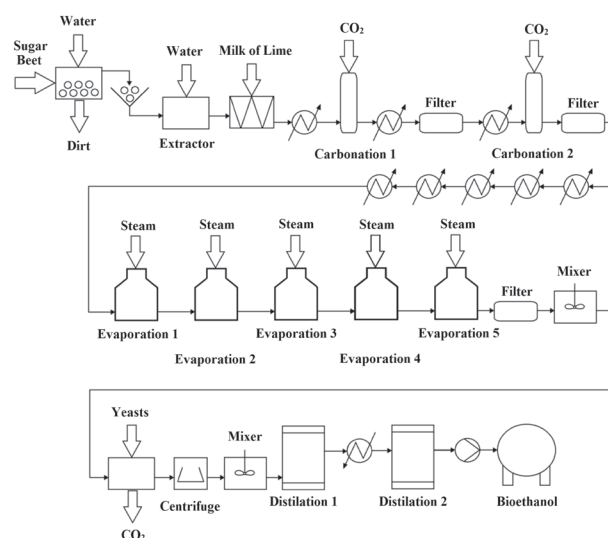 Water
Sugar
Beet
Dirt
Water
Extractor
Milk of Lime
CO₂
Carbonation 1
Filter
CO₂
Carbonation 2
Filter
Steam
Steam
Steam
Steam
Steam
Evaporation 1
Evaporation 2
Evaporation 3
Evaporation 4
Evaporation 5
Filter
Mixer
Yeasts
CO₂
Centrifuge
Mixer
Distilation 1
Distilation 2
Bioethanol